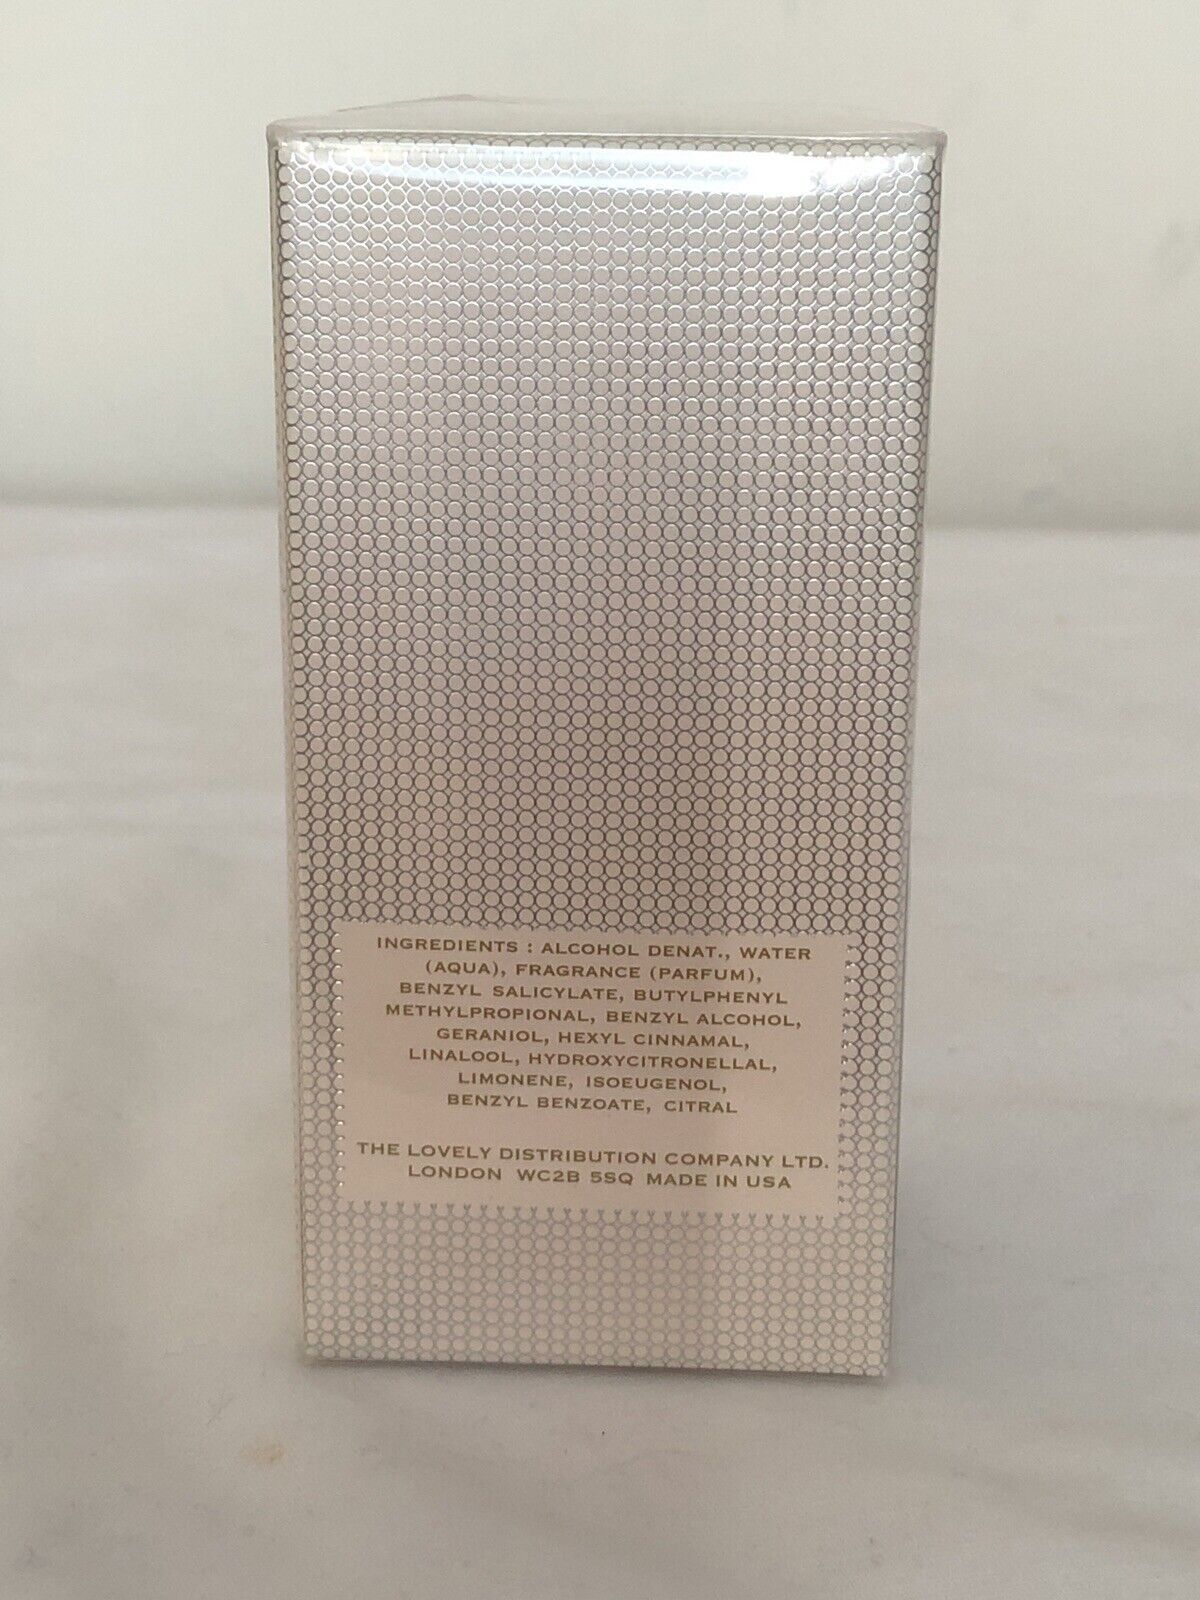 INGREDIENTS : ALCOHOL DENAT., WATER
(AQUA), FRAGRANCE (PARFUM),
BENZYL SALICYLATE, BUTYLPHENYL
METHYLPROPIONAL, BENZYL ALCOHOL,
GERANIOL, HEXYL CINNAMAL,
LINALOOL, HYDROXYCITRONELLAL,
LIMONENE, ISOEUGENOL,
BENZYL BENZOATE, CITRAL
THE LOVELY DISTRIBUTION COMPANY LTD.
LONDON WC2B 5SQ MADE IN USA